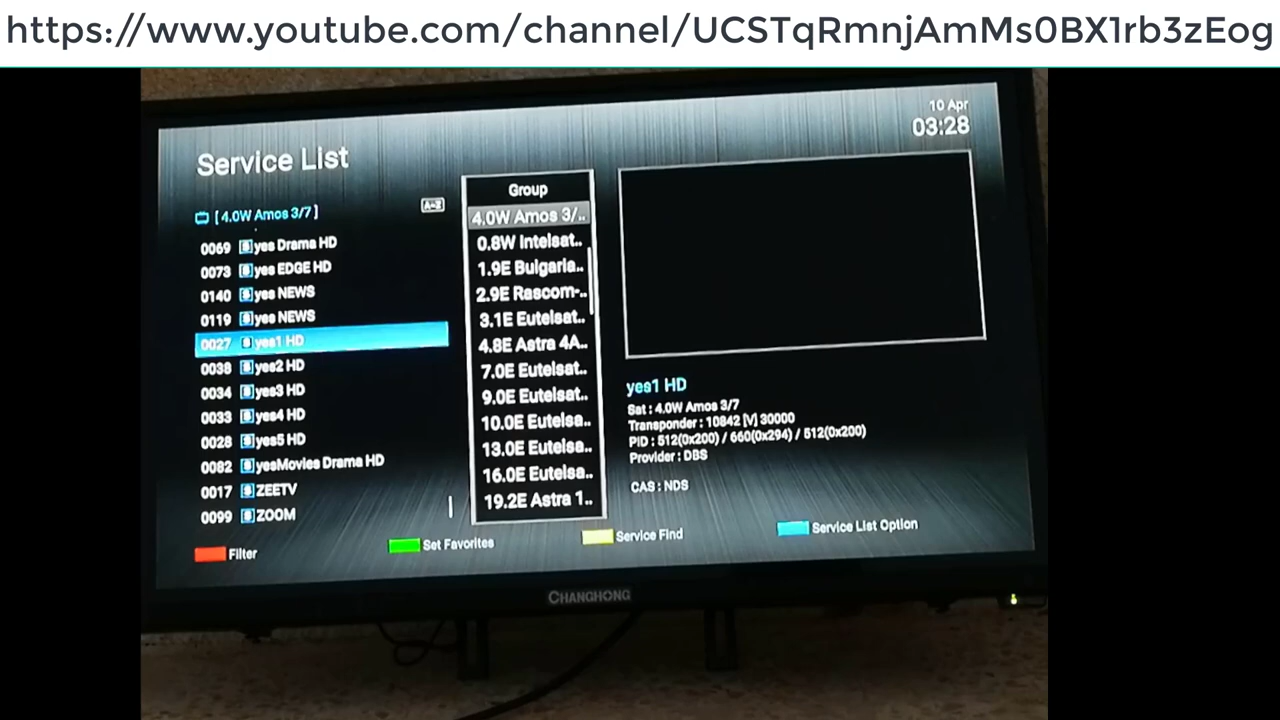 https://www.youtube.com/channel/UCSTqRmnjAmMs0BX1rb3zEog
10 Apr
03:28
Service List
[ 4.0W Amos 3/7 ]
A-Z
0069 $ yes Drama HD
0073 $ yes EDGE HD
0140 $ yes NEWS
0119 $ yes NEWS
0027 $ yes1 HD
0038 $ yes2 HD
0034 $ yes3 HD
0033 $ yes4 HD
0028 $ yes5 HD
0082 $ yesMovies Drama HD
0017 $ ZEETV
0099 $ ZOOM
Group
4.0W Amos 3/..
0.8W Intelsat..
1.9E Bulgaria..
2.9E Rascom-..
3.1E Eutelsat..
4.8E Astra 4A..
7.0E Eutelsat..
9.0E Eutelsat..
10.0E Eutelsa..
13.0E Eutelsa..
16.0E Eutelsa..
19.2E Astra 1..
yes1 HD
Sat : 4.0W Amos 3/7
Transponder : 10842 [V] 30000
PID : 512(0x200) / 660(0x294) / 512(0x200)
Provider : DBS
CAS : NDS
Filter
Set Favorites
Service Find
Service List Option
CHANGHONG